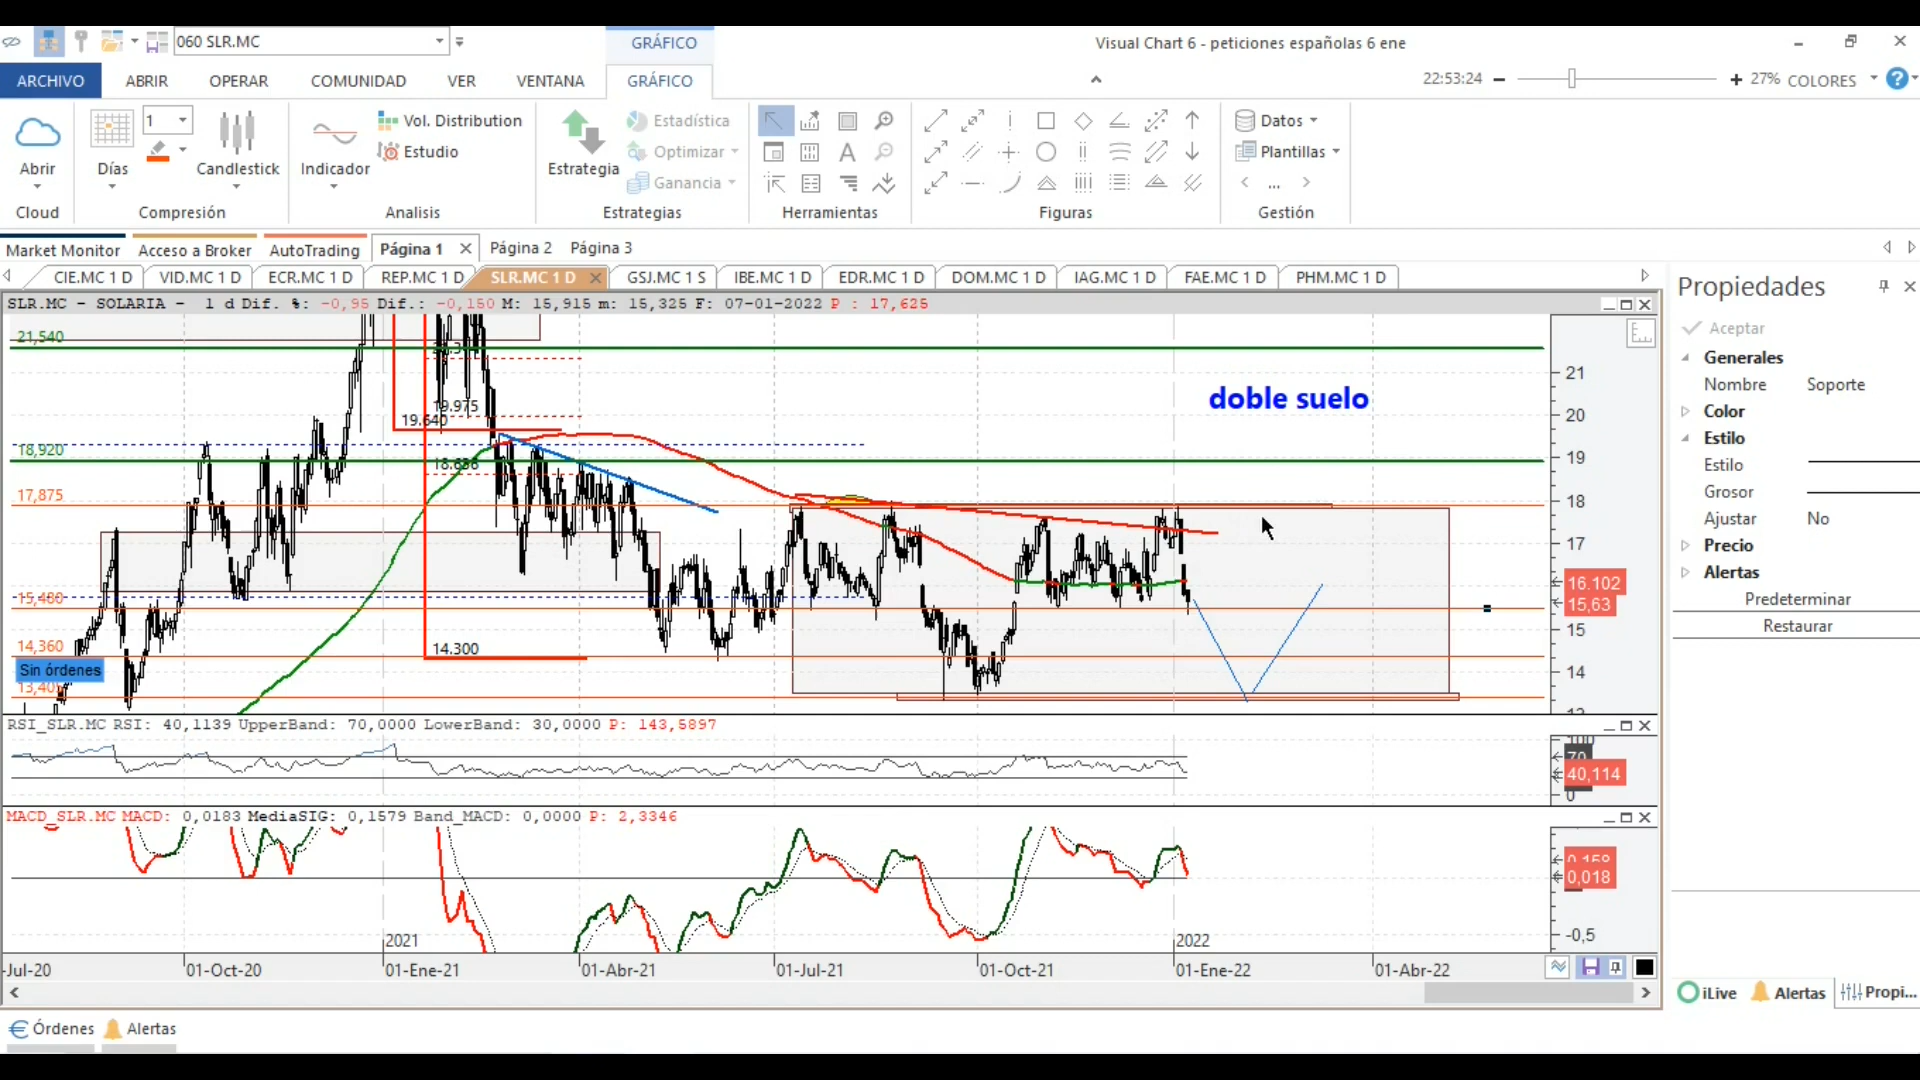 060 SLR.MC
GRÁFICO
Visual Chart 6 - peticiones españolas 6 ene
ARCHIVO ABRIR OPERAR COMUNIDAD VER VENTANA GRÁFICO
22:53:24 27% COLORES
Abrir
Cloud
Días
1
Candlestick
Compresión
Indicador
Vol. Distribution
Estudio
Analisis
Estrategia
Estadística
Optimizar
Ganancia
Estrategias
Herramientas
Figuras
Datos
Plantillas
...
Gestión
Market Monitor Acceso a Broker AutoTrading Página 1 Página 2 Página 3
CIE.MC 1 D VID.MC 1 D ECR.MC 1 D REP.MC 1 D SLR.MC 1 D GSJ.MC 1 S IBE.MC 1 D EDR.MC 1 D DOM.MC 1 D IAG.MC 1 D FAE.MC 1 D PHM.MC 1 D
SLR.MC - SOLARIA - 1 d Dif. %: -0,95 Dif.: -0,150 M: 15,915 m: 15,325 F: 07-01-2022 P : 17,625
21,540
18,920
17,875
15,480
14,360
Sin órdenes
19.975
19.640
14.300
doble suelo
21
20
19
18
17
16.102
15,63
15
14
RSI_SLR.MC RSI: 40,1139 UpperBand: 70,0000 LowerBand: 30,0000 P: 143,5897
100
70
40,114
0
MACD_SLR.MC MACD: 0,0183 MediaSIG: 0,1579 Band_MACD: 0,0000 P: 2,3346
0,158
0,018
-0,5
2021 2022
-Jul-20 01-Oct-20 01-Ene-21 01-Abr-21 01-Jul-21 01-Oct-21 01-Ene-22 01-Abr-22
Propiedades
Aceptar
Generales
Nombre Soporte
Color
Estilo
Estilo
Grosor
Ajustar No
Precio
Alertas
Predeterminar
Restaurar
iLive Alertas Propi...
Órdenes Alertas